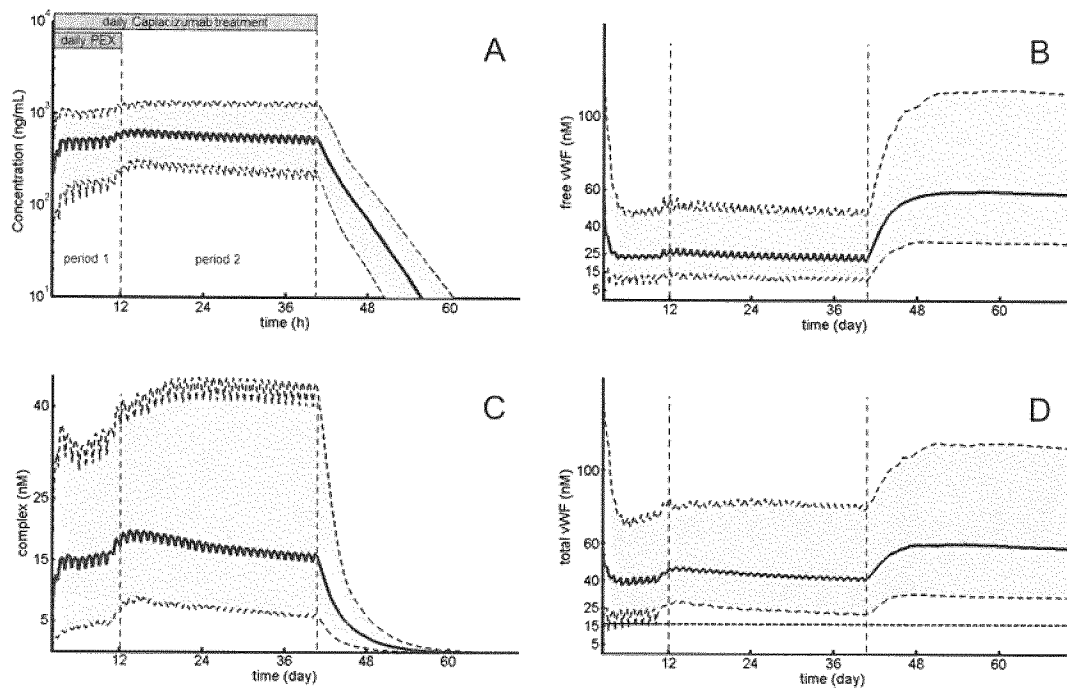 daily Caplacizumab treatment
daily PEX
A
Concentration (ng/mL)
10^4
10^3
10^2
10^1
period 1
period 2
12 24 36 48 60
time (h)
B
free vWF (nM)
100
60
40
25
15
5
12 24 36 48 60
time (day)
C
complex (nM)
40
25
15
5
12 24 36 48 60
time (day)
D
total vWF (nM)
100
60
40
25
15
5
12 24 36 48 60
time (day)